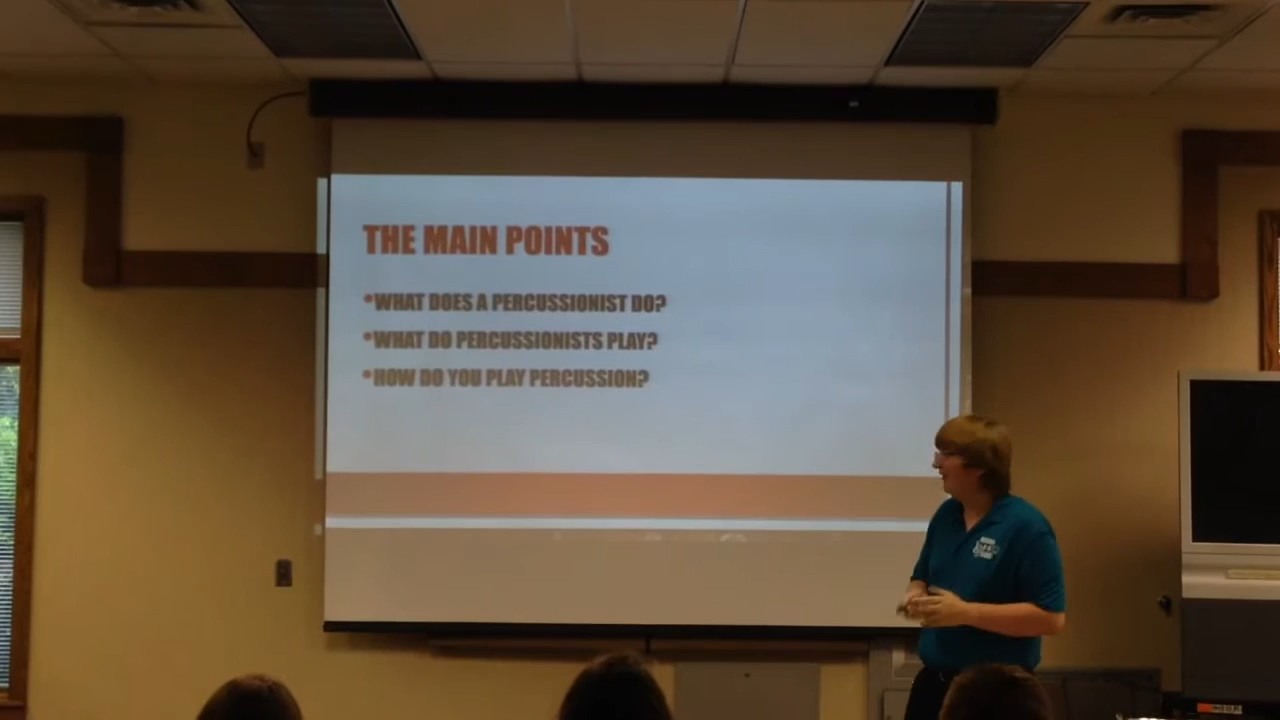 THE MAIN POINTS
•WHAT DOES A PERCUSSIONIST DO?
•WHAT DO PERCUSSIONISTS PLAY?
•HOW DO YOU PLAY PERCUSSION?